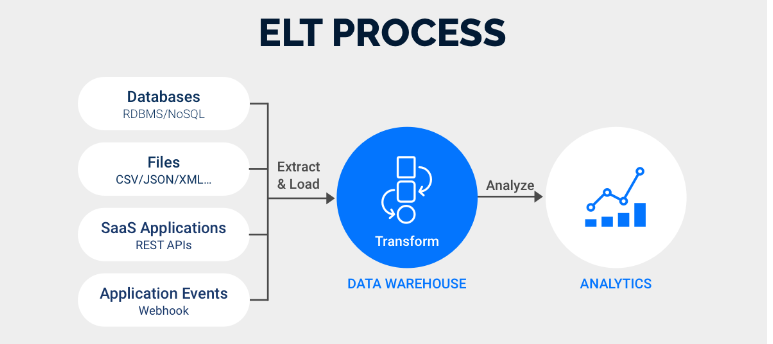 ELT PROCESS
Databases
RDBMS/NoSQL
Files
CSV/JSON/XML...
SaaS Applications
REST APIs
Application Events
Webhook
Extract
& Load
Transform
DATA WAREHOUSE
Analyze
ANALYTICS